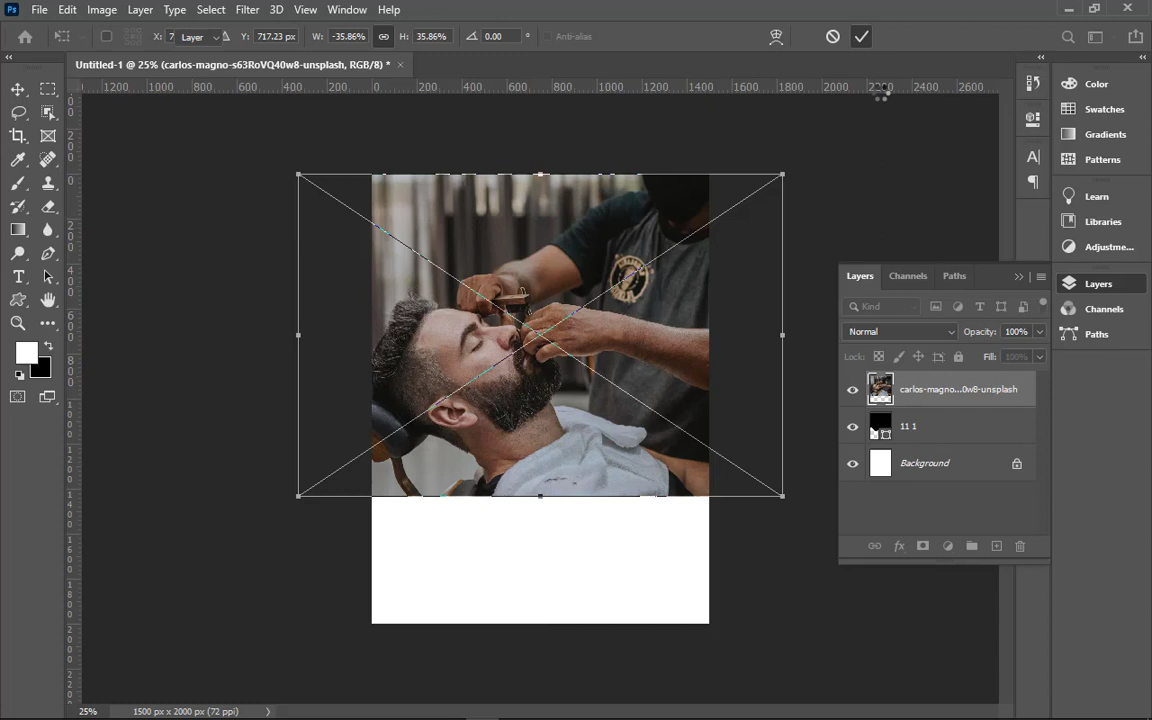 Ps File Edit Image Layer Type Select Filter 3D View Window Help
X: 7 Layer Y: 717.23 px W: -35.86% H: 35.86% 0.00 ° Anti-alias
Untitled-1 @ 25% (carlos-magno-s63RoVQ40w8-unsplash, RGB/8) * ×
1200 1000 800 600 400 200 0 200 400 600 800 1000 1200 1400 1600 1800 2000 2200 2400 2600
Color
Swatches
Gradients
Patterns
Learn
Libraries
Adjustme...
Layers
Channels
Paths
Layers Channels Paths
Kind
Normal Opacity: 100%
Lock: Fill: 100%
carlos-magno...0w8-unsplash
11 1
Background
fx
25% 1500 px x 2000 px (72 ppi)